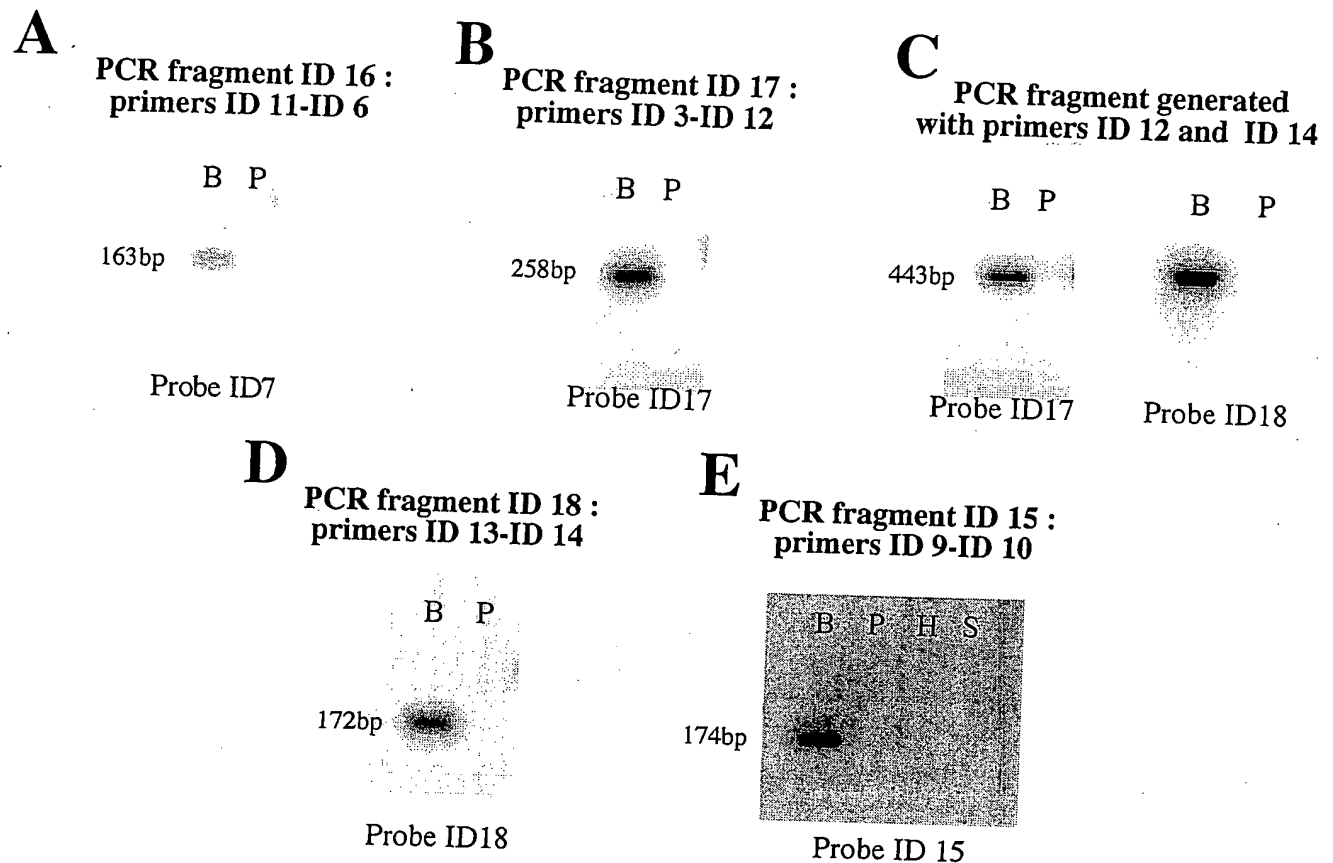 A
PCR fragment ID 16 :
primers ID 11-ID 6
B P
163bp
Probe ID7
B
PCR fragment ID 17 :
primers ID 3-ID 12
B P
258bp
Probe ID17
C
PCR fragment generated
with primers ID 12 and ID 14
B P
B P
443bp
Probe ID17
Probe ID18
D
PCR fragment ID 18 :
primers ID 13-ID 14
B P
172bp
Probe ID18
E
PCR fragment ID 15 :
primers ID 9-ID 10
B P H S
174bp
Probe ID 15